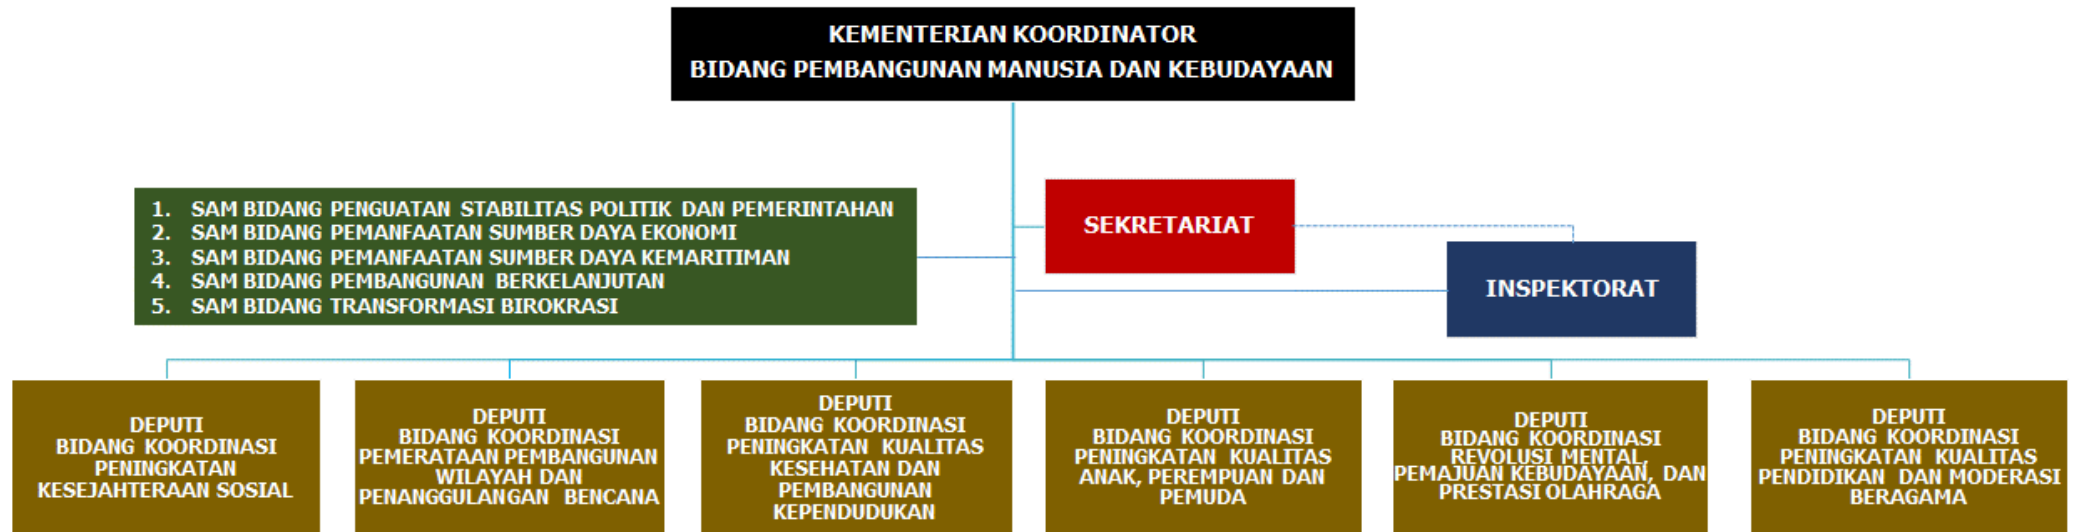 KEMENTERIAN KOORDINATOR
BIDANG PEMBANGUNAN MANUSIA DAN KEBUDAYAAN
1. SAM BIDANG PENGUATAN STABILITAS POLITIK DAN PEMERINTAHAN
2. SAM BIDANG PEMANFAATAN SUMBER DAYA EKONOMI
3. SAM BIDANG PEMANFAATAN SUMBER DAYA KEMARITIMAN
4. SAM BIDANG PEMBANGUNAN BERKELANJUTAN
5. SAM BIDANG TRANSFORMASI BIROKRASI
SEKRETARIAT
INSPEKTORAT
DEPUTI
BIDANG KOORDINASI
PENINGKATAN
KESEJAHTERAAN SOSIAL
DEPUTI
BIDANG KOORDINASI
PEMERATAAN PEMBANGUNAN
WILAYAH DAN
PENANGGULANGAN BENCANA
DEPUTI
BIDANG KOORDINASI
PENINGKATAN KUALITAS
KESEHATAN DAN
PEMBANGUNAN
KEPENDUDUKAN
DEPUTI
BIDANG KOORDINASI
PENINGKATAN KUALITAS
ANAK, PEREMPUAN DAN
PEMUDA
DEPUTI
BIDANG KOORDINASI
REVOLUSI MENTAL,
PEMAJUAN KEBUDAYAAN, DAN
PRESTASI OLAHRAGA
DEPUTI
BIDANG KOORDINASI
PENINGKATAN KUALITAS
PENDIDIKAN DAN MODERASI
BERAGAMA